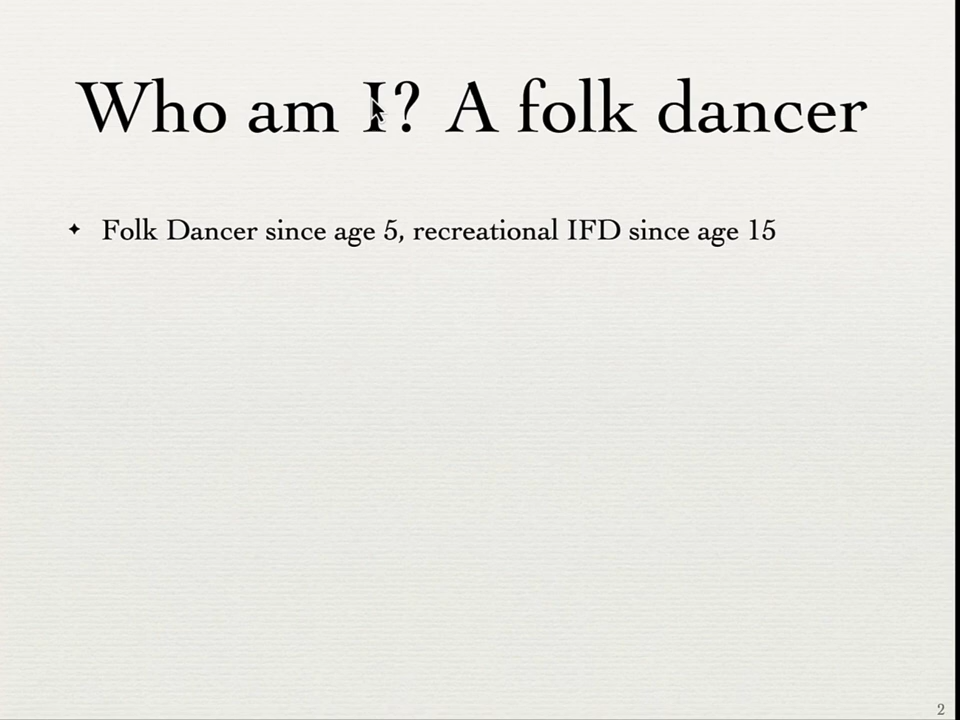 Who am I? A folk dancer
✦ Folk Dancer since age 5, recreational IFD since age 15
2